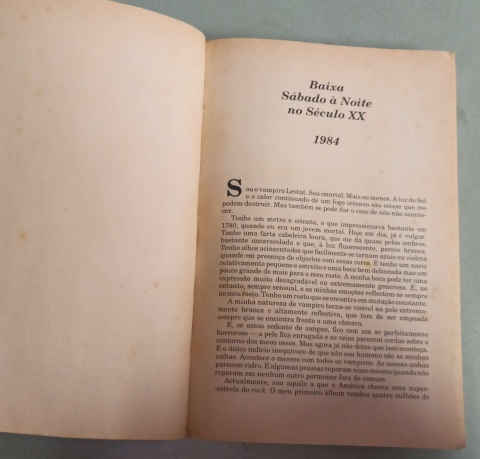 Baixa
Sábado à Noite
no Século XX
1984
Sou o vampiro Lestat. Sou imortal. Mais ou menos. A luz do Sol
e o calor continuado de um fogo intenso são coisas que me
podem destruir. Mas também se pode dar o caso de isto não aconte-
cer.
Tenho um metro e oitenta, o que impressionava bastante em
1780, quando eu era um jovem mortal. Hoje em dia, já é vulgar.
Tenho uma farta cabeleira loura, que me dá quase pelos ombros,
bastante encaracolada e que, à luz fluorescente, parece branca.
Tenho olhos acinzentados que facilmente se tornam azuis ou violeta
quando em presença de objectos com essas cores. E tenho um nariz
relativamente pequeno e estreito e uma boca bem delineada mas um
pouco grande de mais para o meu rosto. A minha boca pode ter uma
expressão muito desagradável ou extremamente generosa. É, no
entanto, sempre sensual, e as minhas emoções reflectem-se sempre
no meu rosto. Tenho um rosto que se encontra em mutação constante.
A minha natureza de vampiro torna-se visível na pele extrema-
mente branca e altamente reflectiva, que tem de ser empoada
sempre que se encontra frente a uma câmara.
E, se estou sedento de sangue, fico com um ar perfeitamente
horroroso — a pele fica enrugada e as veias parecem cordas sobre o
contorno dos meus ossos. Mas agora já não deixo que isso aconteça.
E o único indício inequívoco de que não sou humano são as minhas
unhas. Acontece o mesmo com todos os vampiros. As nossas unhas
parecem vidro. E algumas pessoas reparam nisso mesmo quando não
reparam em nenhum outro pormenor fora do comum.
Actualmente, sou aquilo a que a América chama uma super-
-estrela do rock. O meu primeiro álbum vendeu quatro milhões de